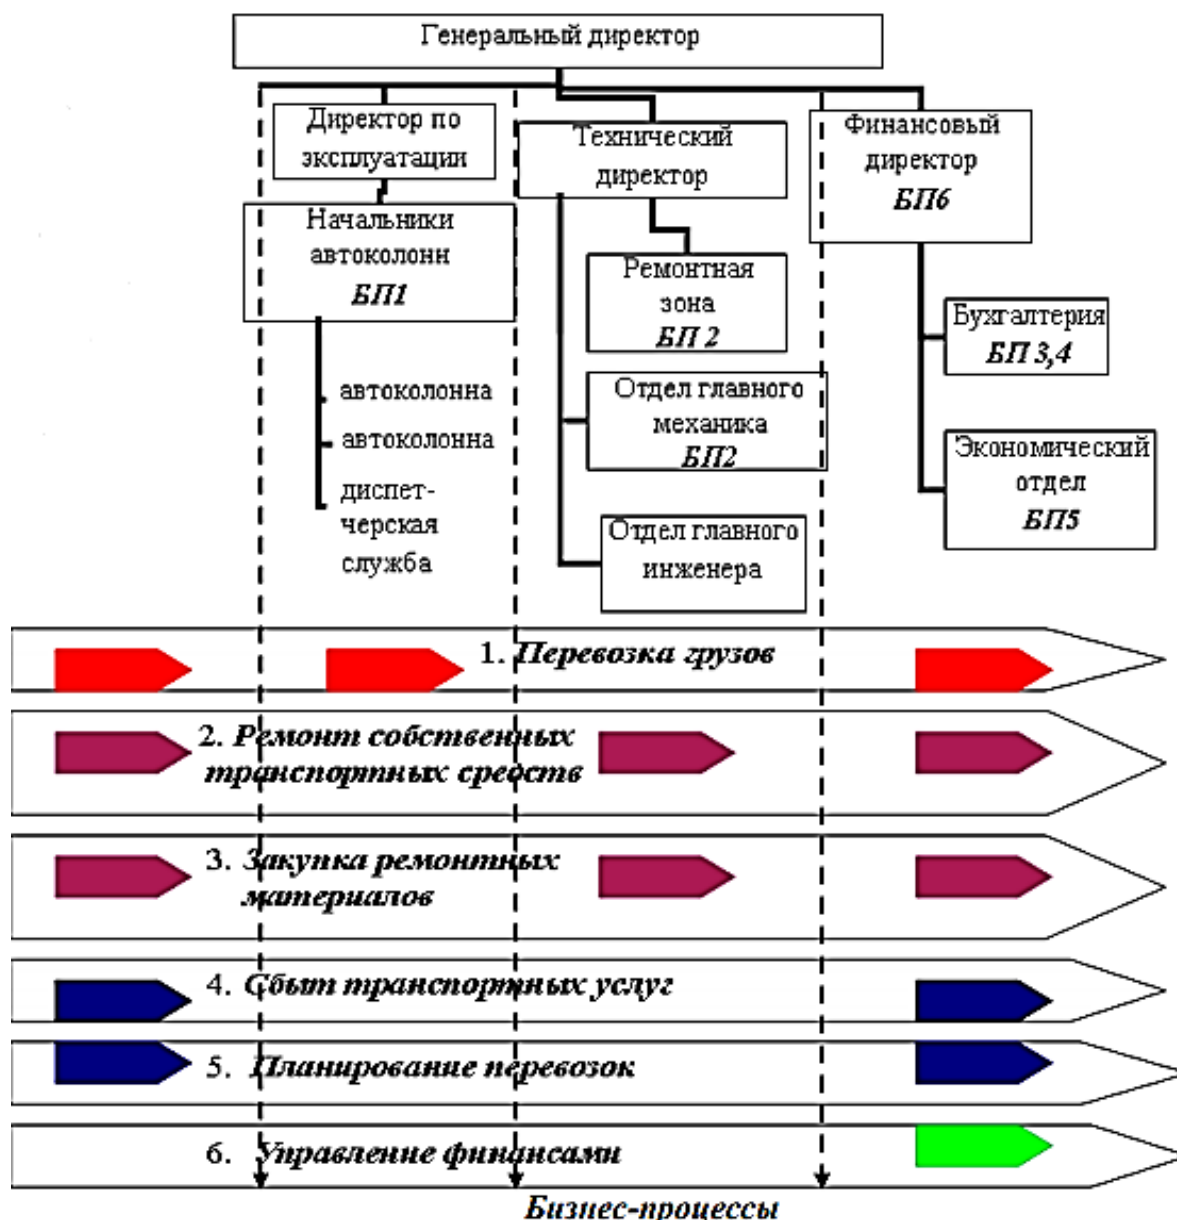 Генеральный директор
Директор по
эксплуатации
Технический
директор
Финансовый
директор
БП6
Начальники
автоколонн
БП1
Ремонтная
зона
БП 2
Бухгалтерия
БП 3,4
автоколонна
автоколонна
диспет-
черская
служба
Отдел главного
механика
БП2
Экономический
отдел
БП5
Отдел главного
инженера
1. Перевозка грузов
2. Ремонт собственных
транспортных средств
3. Закупка ремонтных
материалов
4. Сбыт транспортных услуг
5. Планирование перевозок
6. Управление финансами
Бизнес-процессы